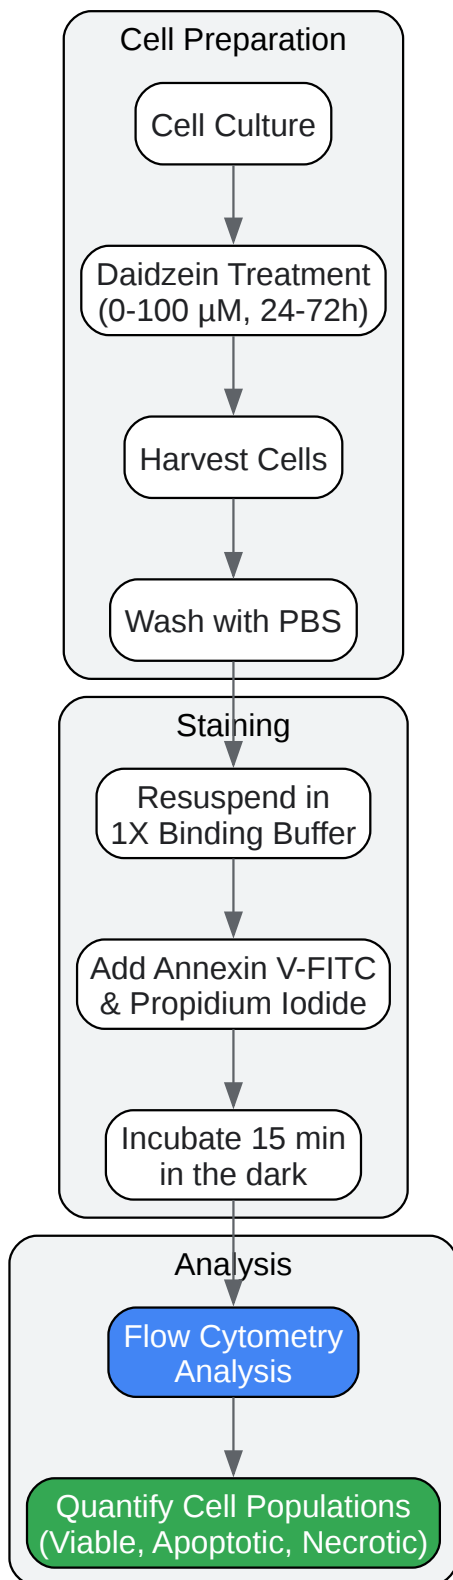 Cell Preparation
Cell Culture
Daidzein Treatment
(0-100 µM, 24-72h)
Harvest Cells
Wash with PBS
Staining
Resuspend in
1X Binding Buffer
Add Annexin V-FITC
& Propidium Iodide
Incubate 15 min
in the dark
Analysis
Flow Cytometry
Analysis
Quantify Cell Populations
(Viable, Apoptotic, Necrotic)